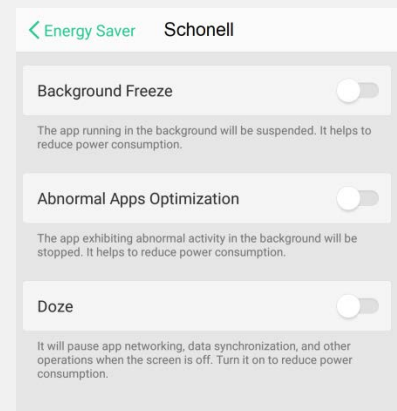 Energy Saver Schonell
Background Freeze
The app running in the background will be suspended. It helps to
reduce power consumption.
Abnormal Apps Optimization
The app exhibiting abnormal activity in the background will be
stopped. It helps to reduce power consumption.
Doze
It will pause app networking, data synchronization, and other
operations when the screen is off. Turn it on to reduce power
consumption.